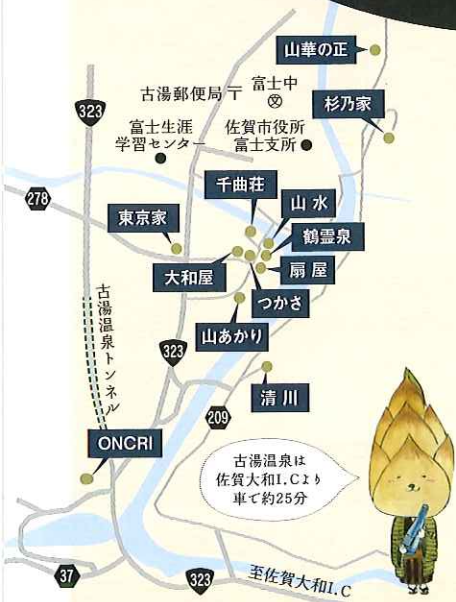 山華の正
富士中
古湯郵便局〒
文
杉乃家
323
富士生涯
学習センター
佐賀市役所
富士支所
278
千曲荘
山水
東京家
鶴霊泉
大和屋
扇屋
つかさ
古湯温泉トンネル
山あかり
323
清川
209
ONCRI
古湯温泉は
佐賀大和I.Cより
車で約25分
37
323
至佐賀大和I.C